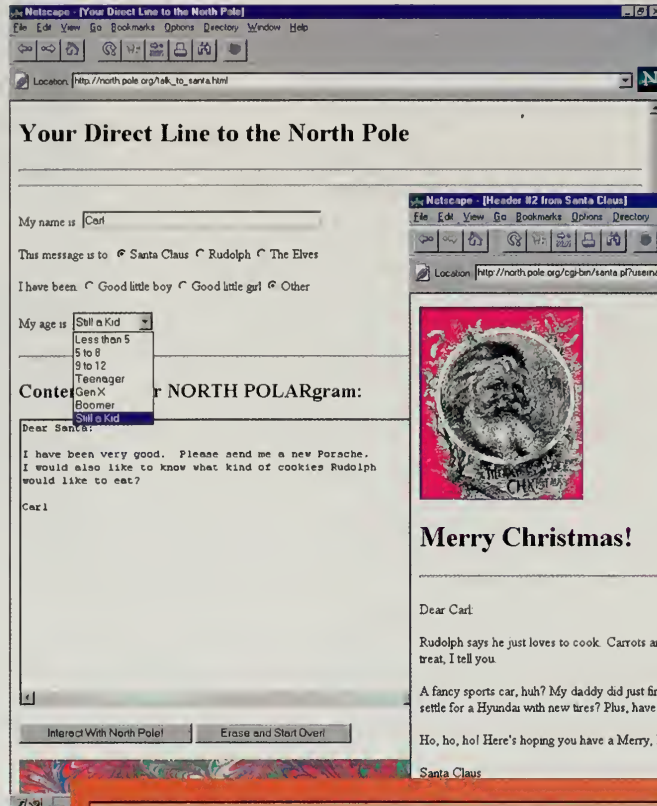 Netscape - [Your Direct Line to the North Pole]
File Edit View Go Bookmarks Options Directory Window Help
Location: http://north.pole.org/talk_to_santa.html
Your Direct Line to the North Pole
My name is Carl
This message is to Santa Claus Rudolph The Elves
I have been Good little boy Good little girl Other
My age is Still a Kid
Less than 5
5 to 8
9 to 12
Teenager
Gen X
Boomer
Still a Kid
Conte r NORTH POLARgram:
Dear Santa:
I have been very good. Please send me a new Porsche.
I would also like to know what kind of cookies Rudolph
would like to eat?
Carl
Interact With North Pole!
Erase and Start Over!
Netscape - [Header #2 from Santa Claus]
File Edit View Go Bookmarks Options Directory
Location: http://north.pole.org/cgi-bin/santa.pl?userna
CHRISTMAS
Merry Christmas!
Dear Carl:
Rudolph says he just loves to cook. Carrots a
treat, I tell you.
A fancy sports car, huh? My daddy did just fi
settle for a Hyundai with new tires? Plus, have
Ho, ho, ho! Here's hoping you have a Merry,
Santa Claus